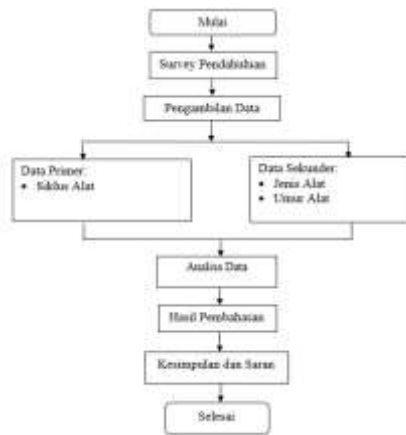 Mulai
Survey Pendahuluan
Pengambilan Data
Data Primer:
• Siklus Alat
Data Sekunder:
• Jenis Alat
• Umur Alat
Analisa Data
Hasil Pembahasan
Kesimpulan dan Saran
Selesai